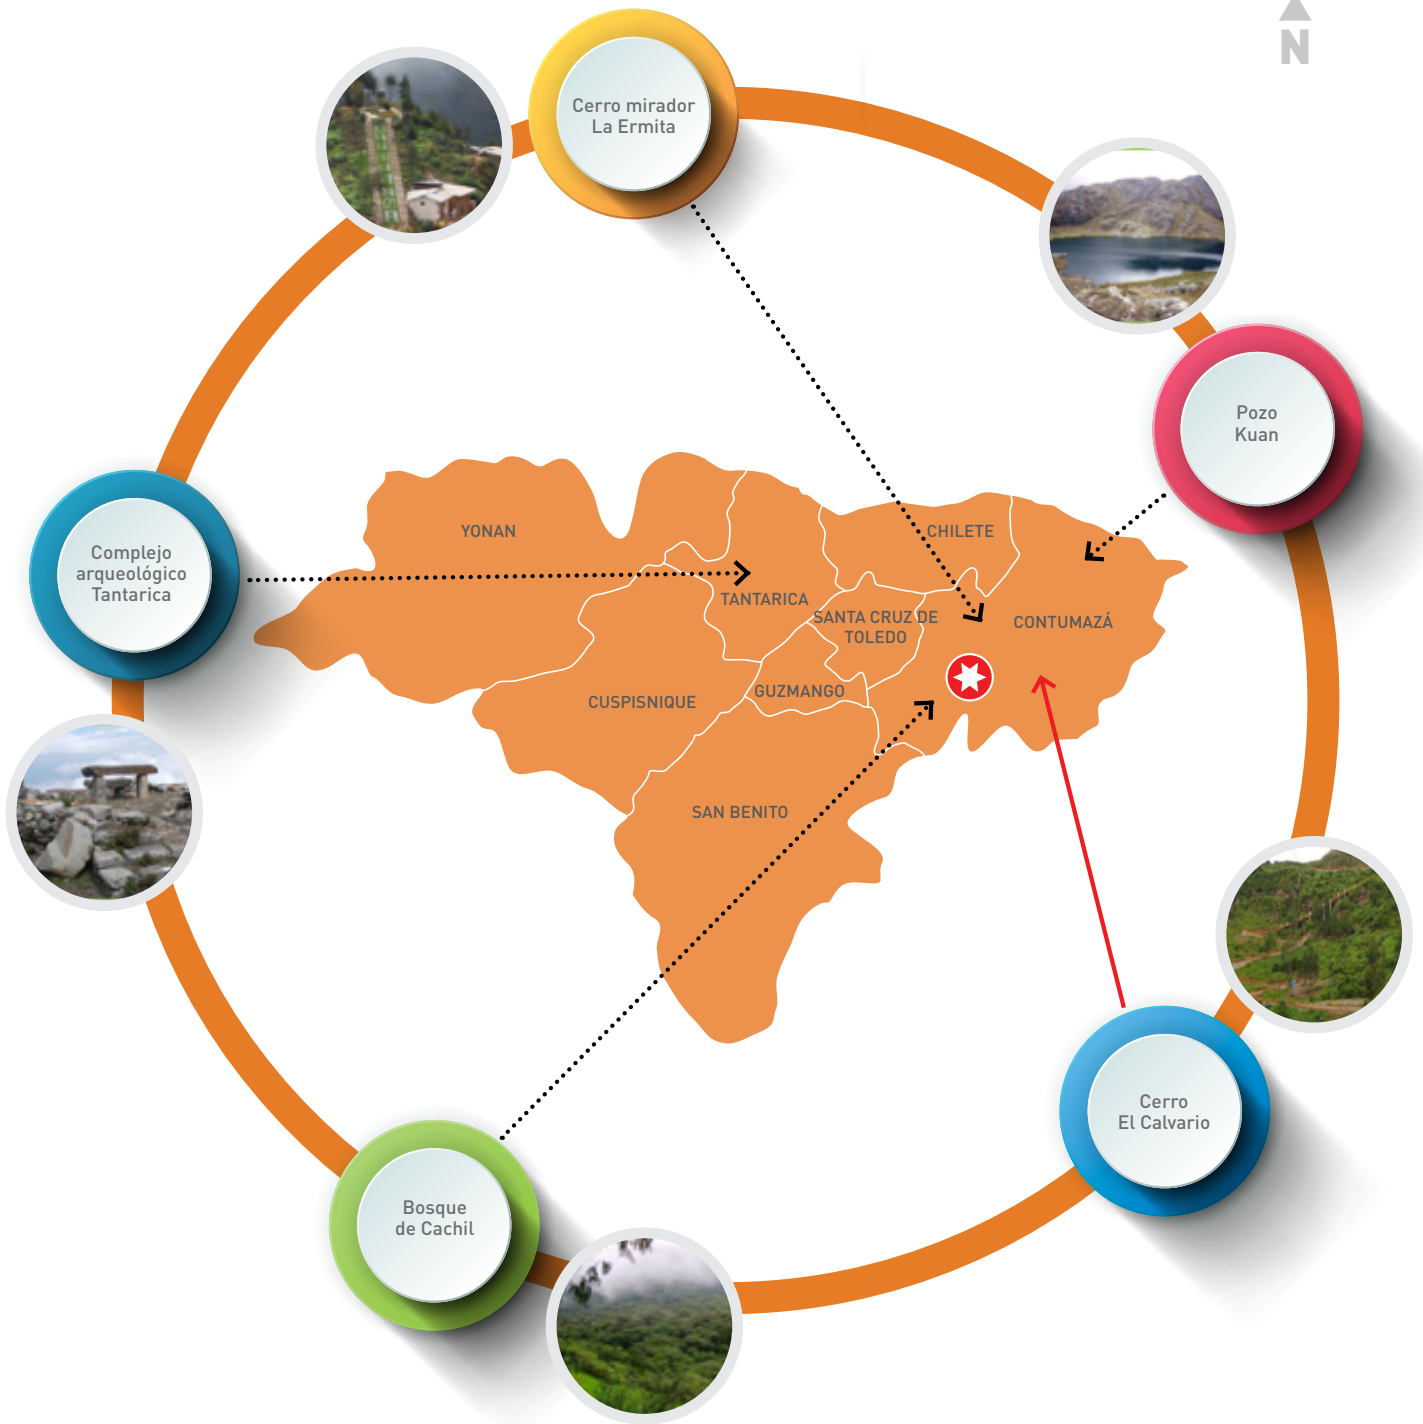 N
Cerro mirador
La Ermita
Pozo
Kuan
Complejo
arqueológico
Tantarica
YONAN
CHILETE
TANTARICA
SANTA CRUZ DE
TOLEDO
CONTUMAZÁ
CUSPISNIQUE
GUZMANGO
SAN BENITO
Cerro
El Calvario
Bosque
de Cachil